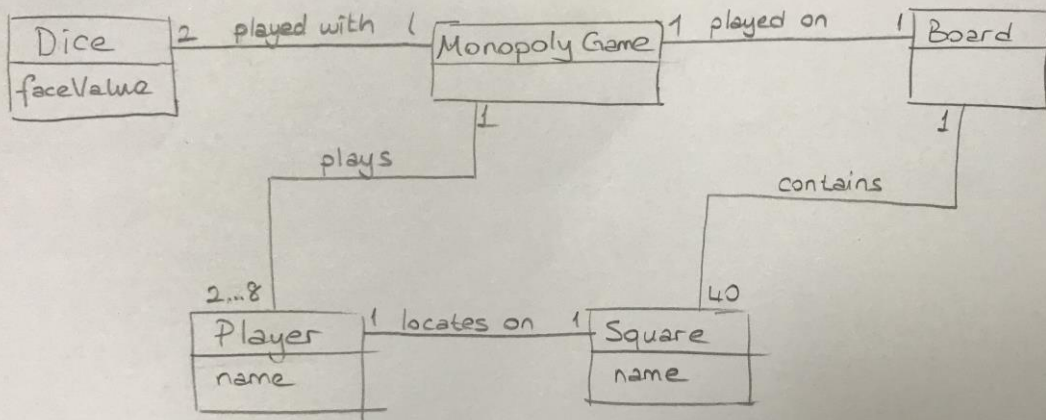 Dice
2 played with 1
Monopoly Game
1 played on 1
Board
faceValue
1
1
plays
contains
2...8
40
Player
1 locates on 1
Square
name
name